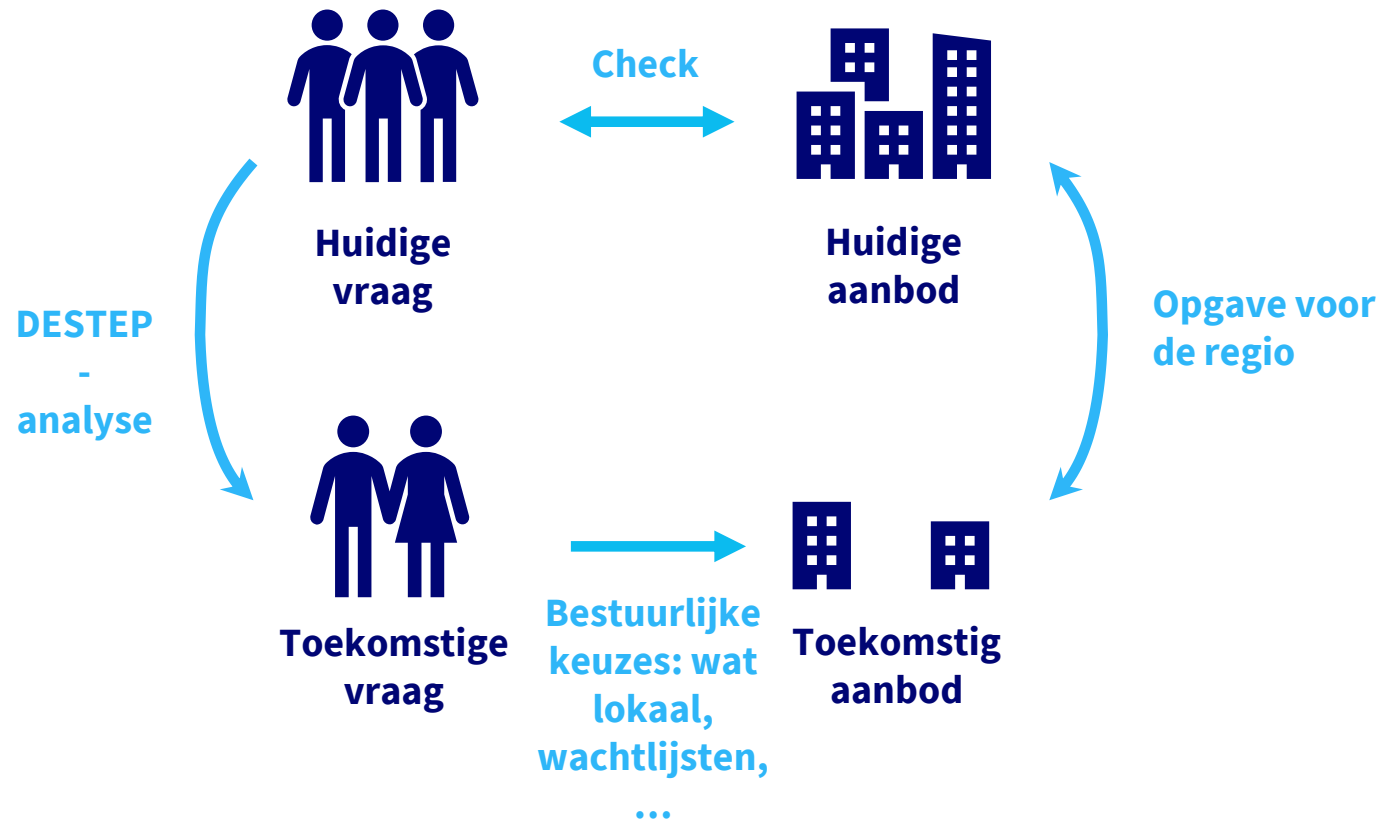 Check
Huidige
vraag
Huidige
aanbod
DESTEP
-
analyse
Opgave voor
de regio
Toekomstige
vraag
Bestuurlijke
keuzes: wat
lokaal,
wachtlijsten,
...
Toekomstig
aanbod